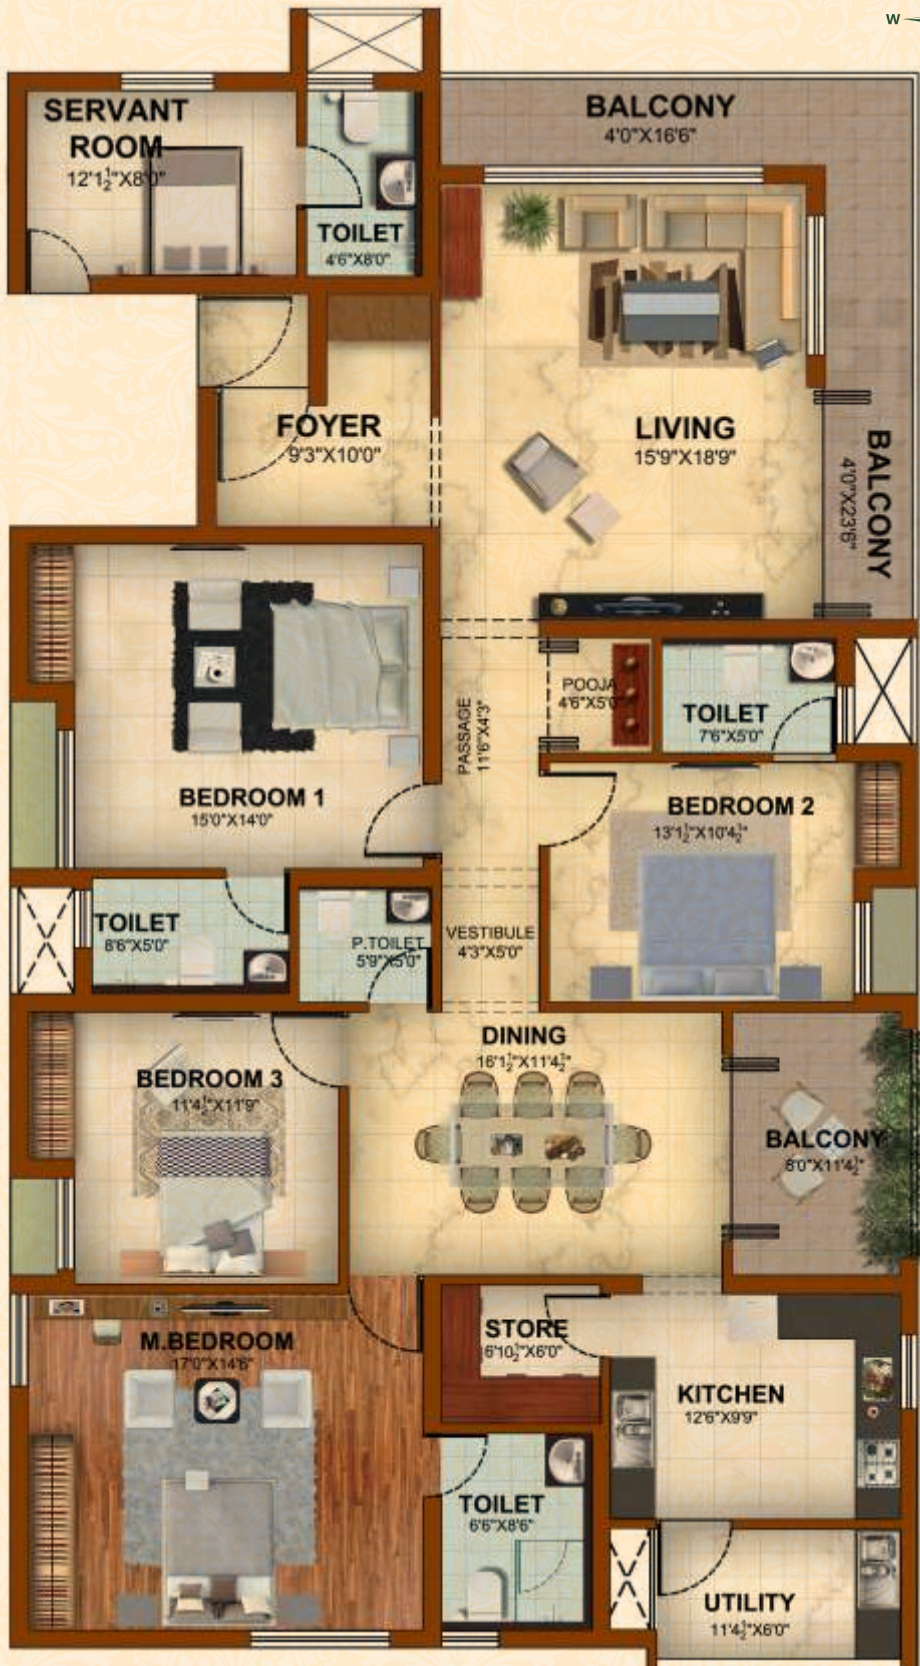 W
SERVANT
ROOM
12'1½"X8'0"
TOILET
4'6"X8'0"
BALCONY
4'0"X16'6"
FOYER
9'3"X10'0"
LIVING
15'9"X18'9"
BALCONY
4'0"X23'6"
BEDROOM 1
15'0"X14'0"
PASSAGE
11'6"X4'3"
POOJA
4'6"X5'0"
TOILET
7'6"X5'0"
BEDROOM 2
13'1½"X10'4½"
TOILET
8'6"X5'0"
P.TOILET
5'9"X5'0"
VESTIBULE
4'3"X5'0"
BEDROOM 3
11'4½"X11'9"
DINING
16'1½"X11'4½"
BALCONY
8'0"X11'4½"
M.BEDROOM
17'0"X14'6"
STORE
6'10½"X6'0"
KITCHEN
12'6"X9'9"
TOILET
6'6"X8'6"
UTILITY
11'4½"X6'0"